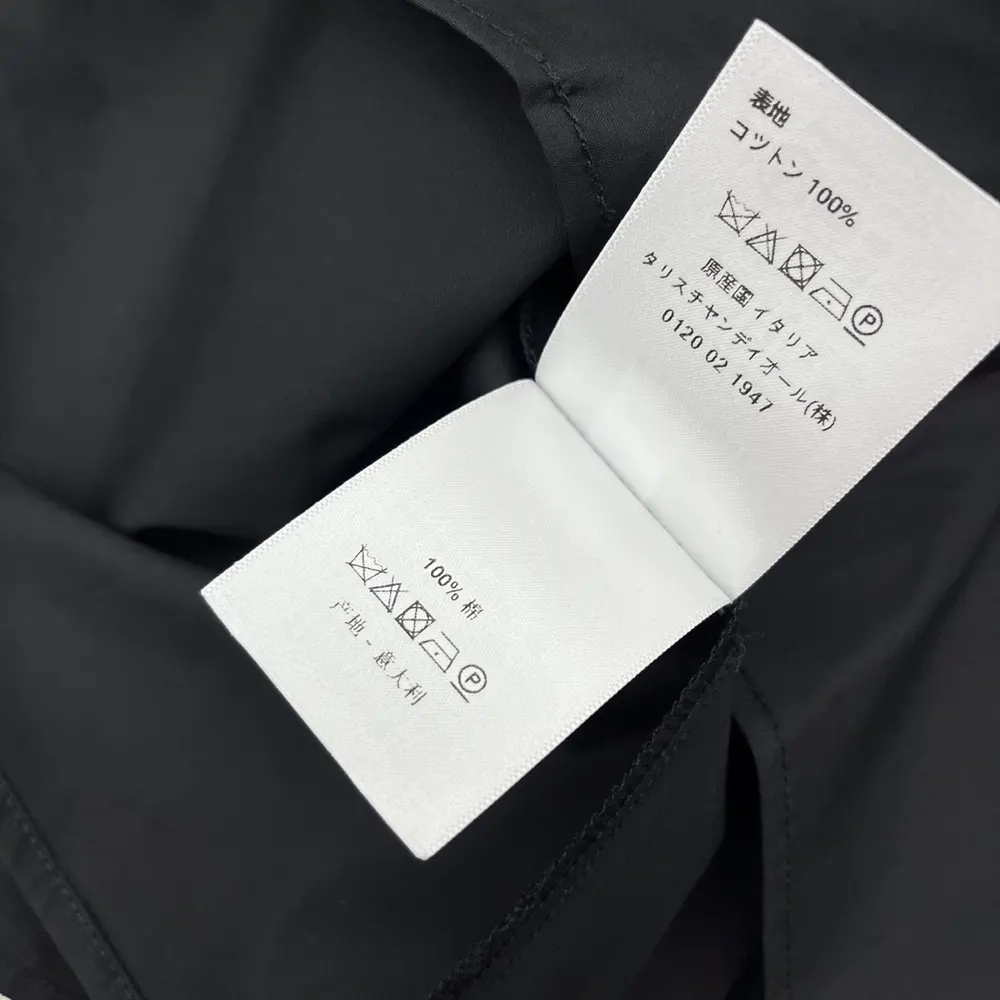 表地
コットン 100%
P
原産国イタリア
タリスチャンディオール(株)
0120 02 1947
100% 棉
P
产地 - 意大利